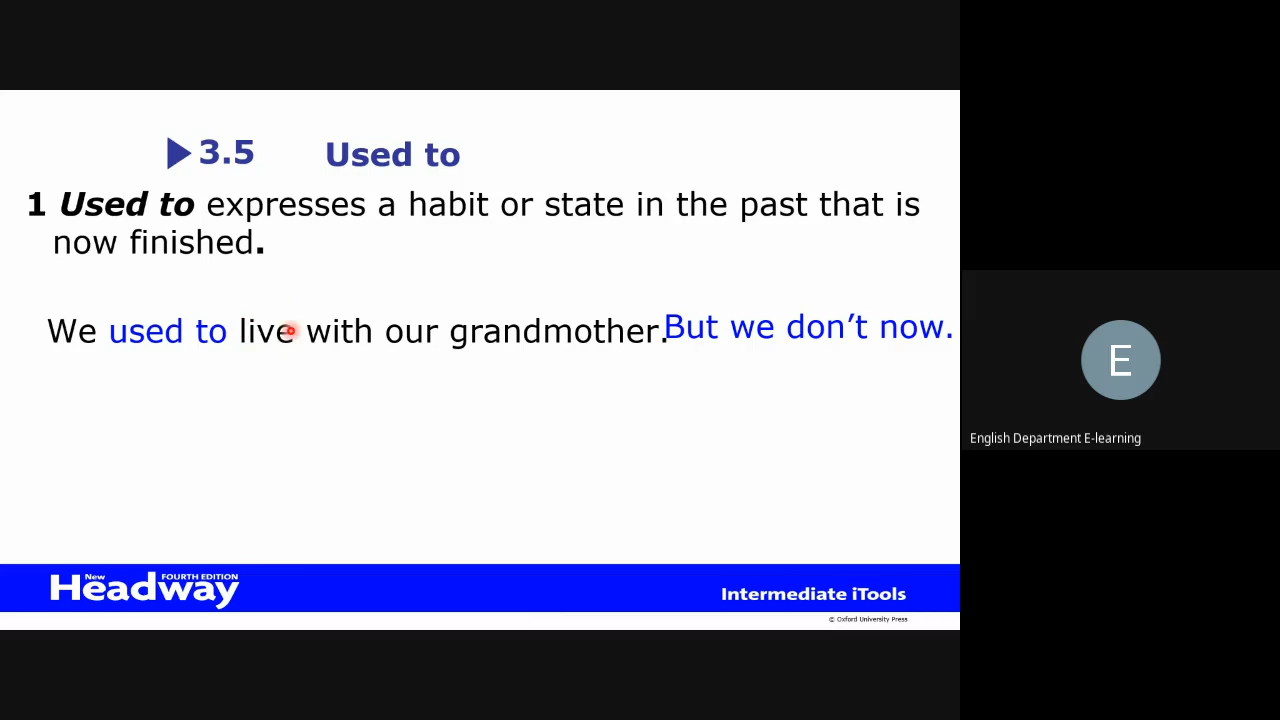 ▶ 3.5 Used to
1 Used to expresses a habit or state in the past that is
now finished.
We used to live with our grandmother. But we don’t now.
E
English Department E-learning
New Headway FOURTH EDITION
Intermediate iTools
© Oxford University Press